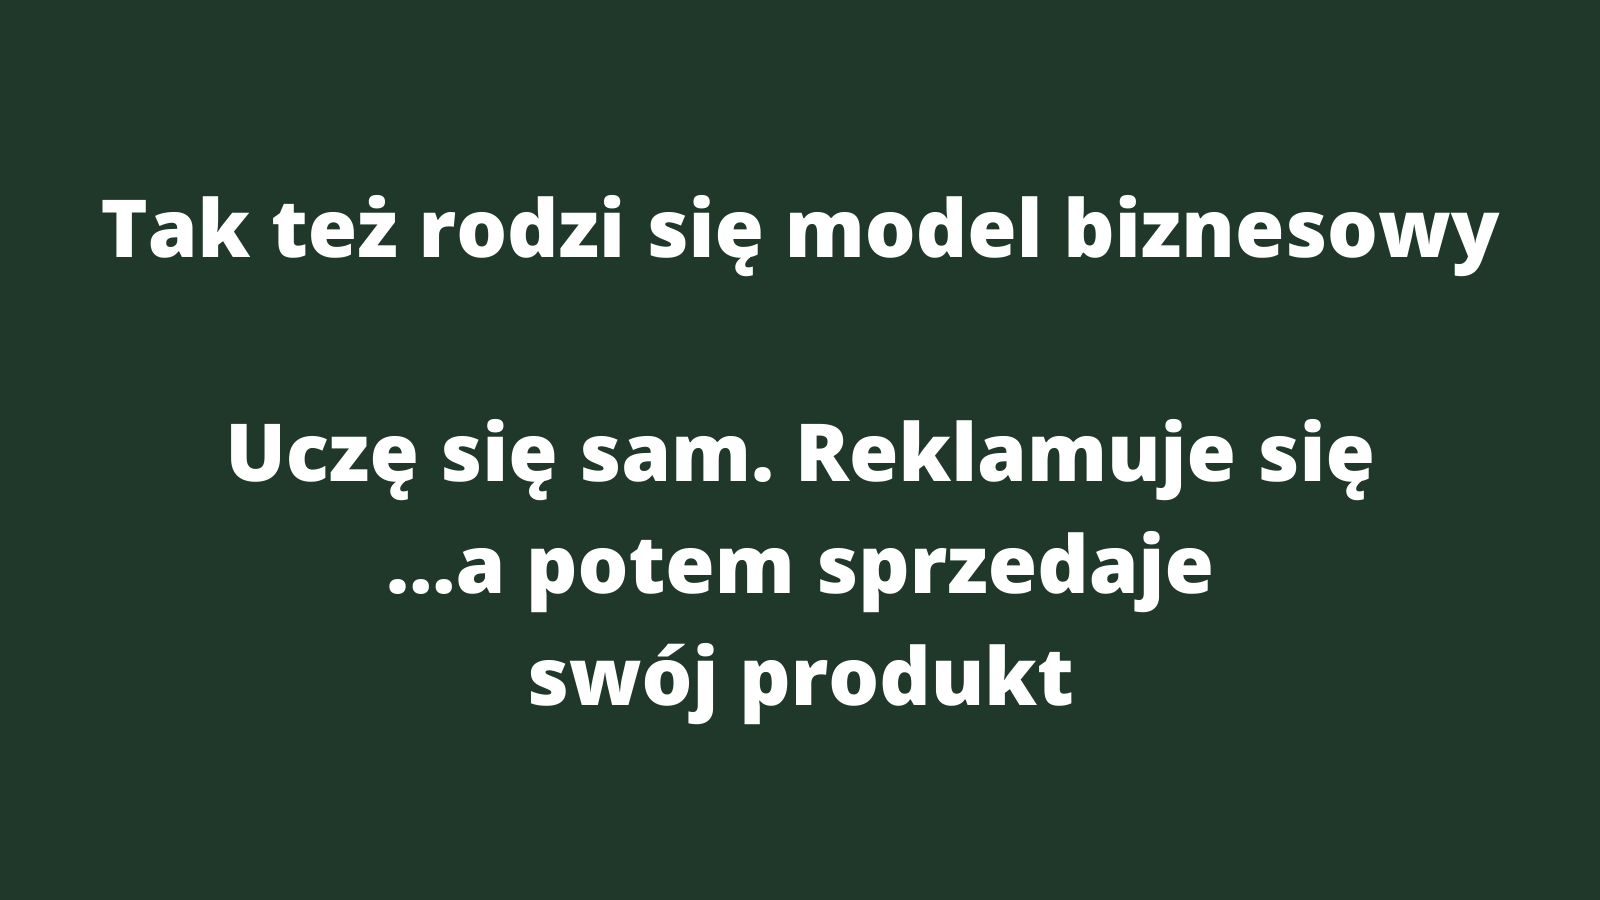 Tak też rodzi się model biznesowy
Uczę się sam. Reklamuje się
...a potem sprzedaje
swój produkt